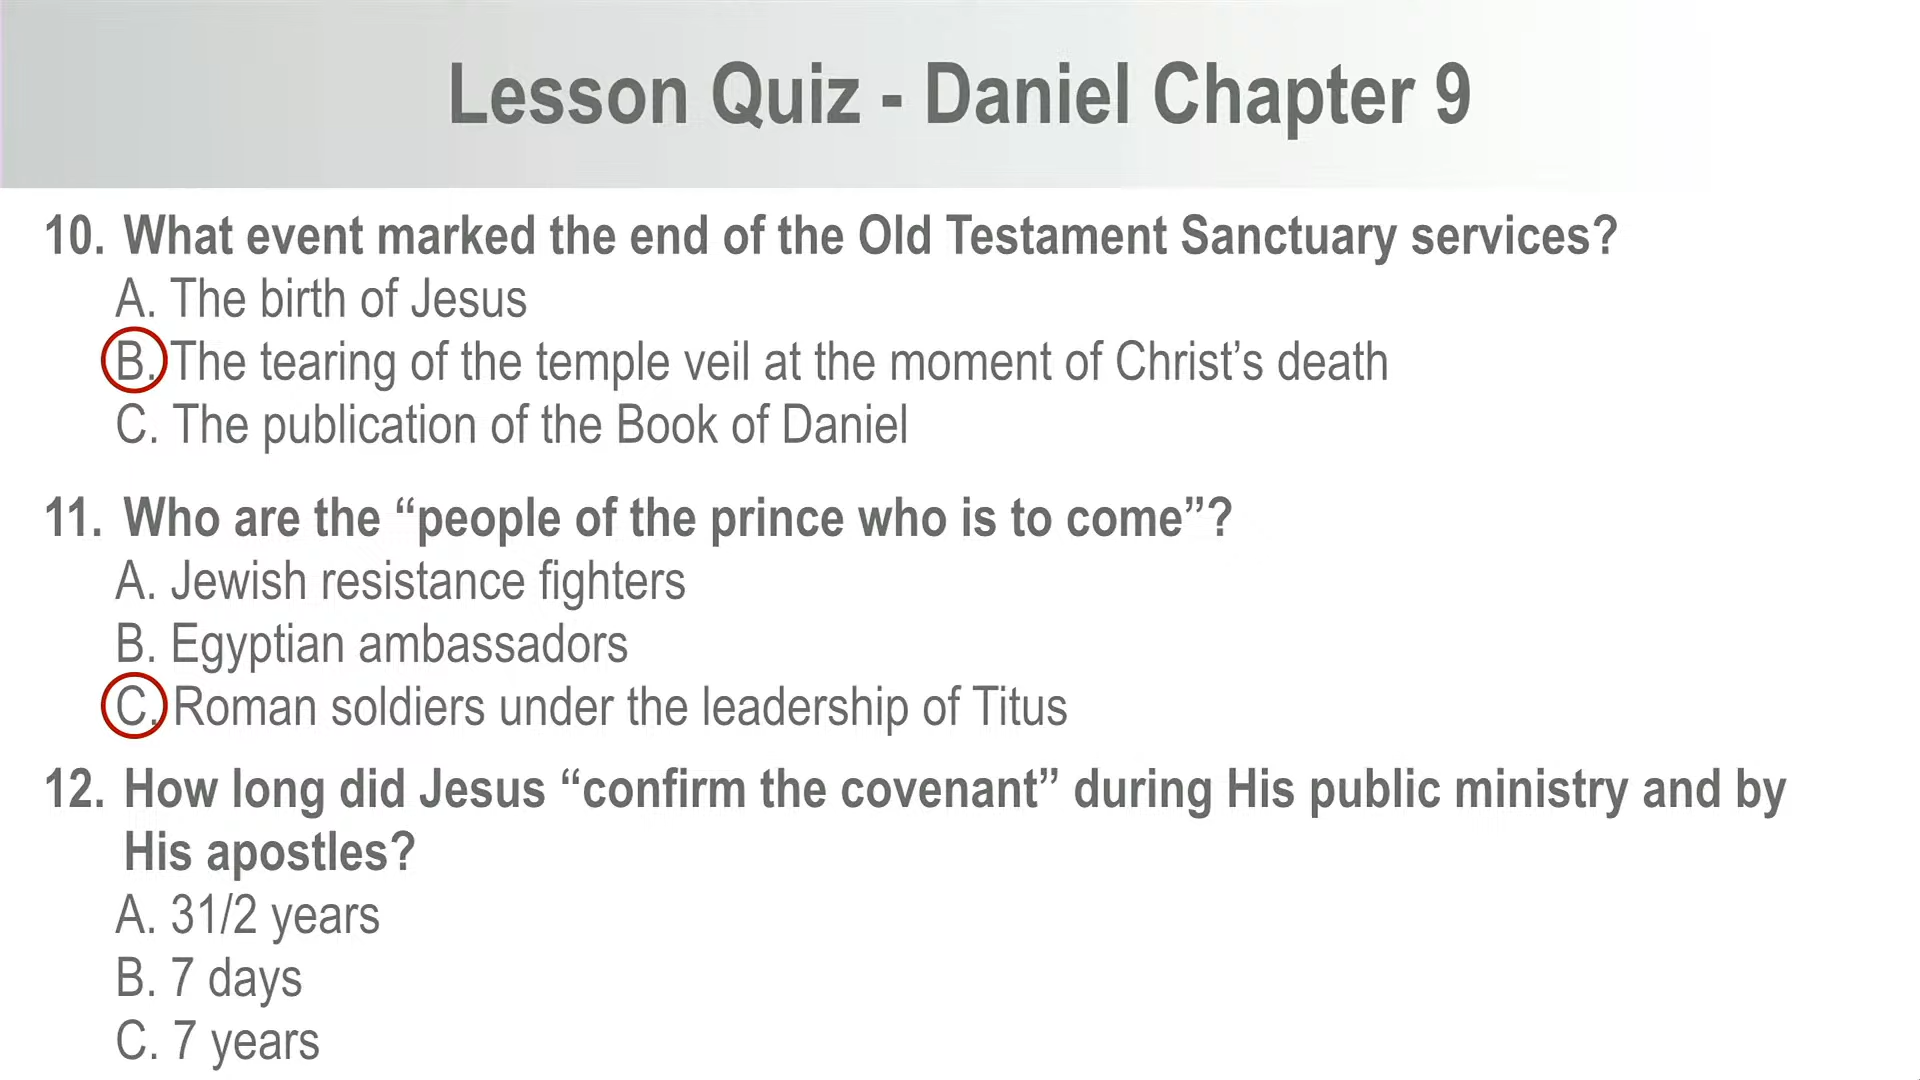 Lesson Quiz - Daniel Chapter 9
10. What event marked the end of the Old Testament Sanctuary services?
A. The birth of Jesus
B. The tearing of the temple veil at the moment of Christ’s death
C. The publication of the Book of Daniel
11. Who are the “people of the prince who is to come”?
A. Jewish resistance fighters
B. Egyptian ambassadors
C. Roman soldiers under the leadership of Titus
12. How long did Jesus “confirm the covenant” during His public ministry and by
His apostles?
A. 31/2 years
B. 7 days
C. 7 years